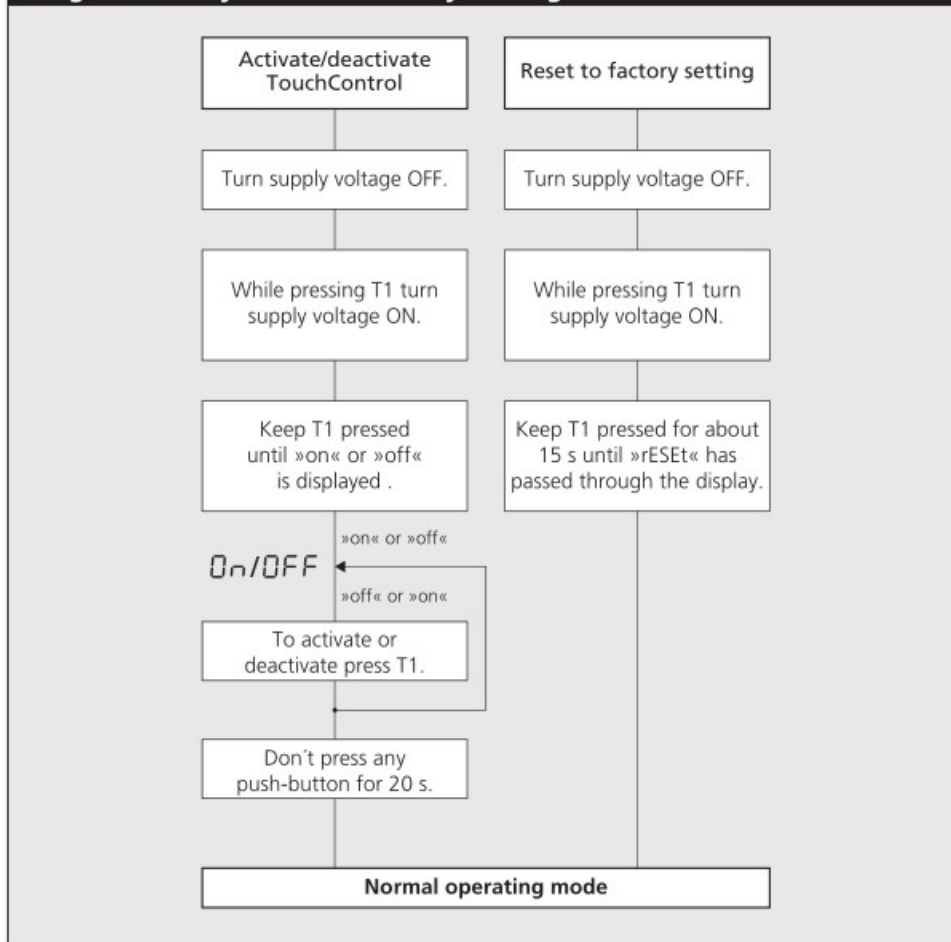 Activate/deactivate
TouchControl
Turn supply voltage OFF.
While pressing T1 turn
supply voltage ON.
Keep T1 pressed
until »on« or »off«
is displayed .
»on« or »off«
On/OFF
»off« or »on«
To activate or
deactivate press T1.
Don´t press any
push-button for 20 s.
Reset to factory setting
Turn supply voltage OFF.
While pressing T1 turn
supply voltage ON.
Keep T1 pressed for about
15 s until »rESEt« has
passed through the display.
Normal operating mode